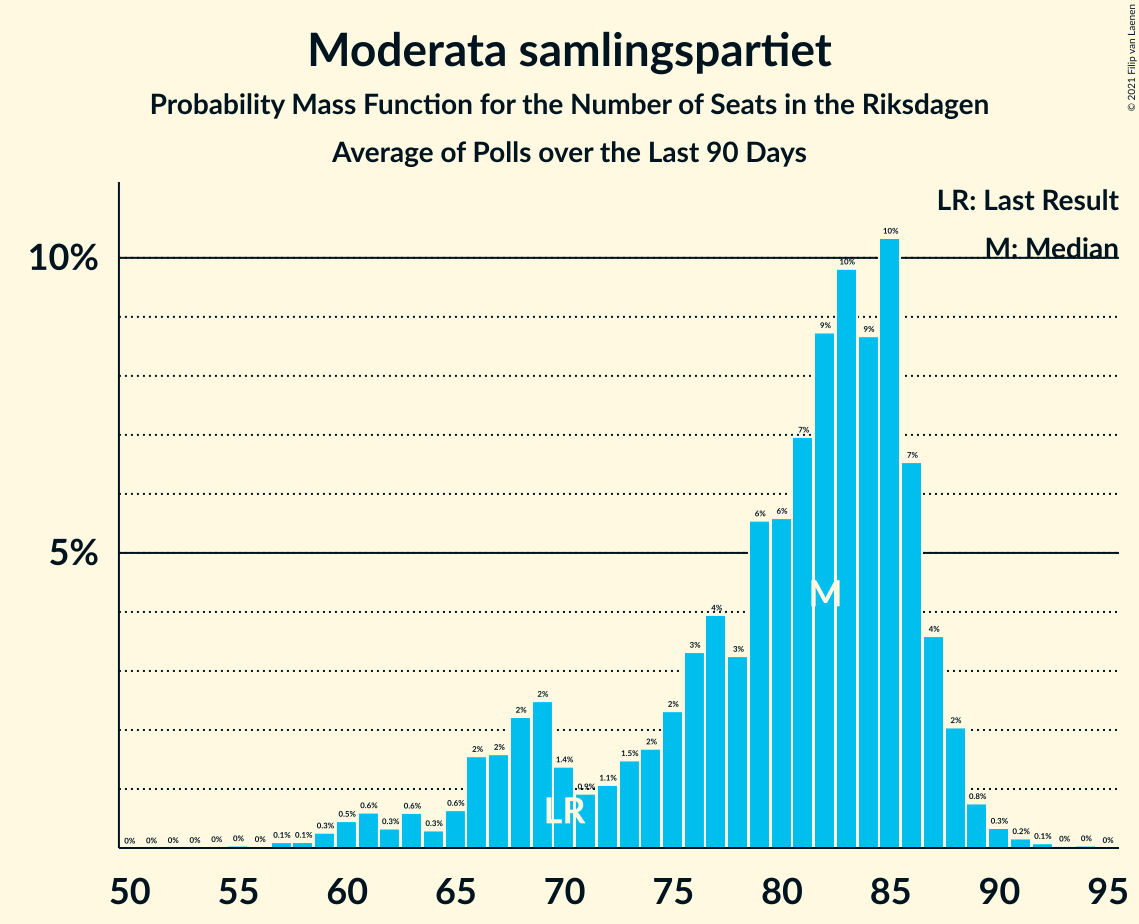 Moderata samlingspartiet
Probability Mass Function for the Number of Seats in the Riksdagen
Average of Polls over the Last 90 Days
© 2021 Filip van Laenen
LR: Last Result
M: Median
10%
5%
0% 0% 0% 0% 0% 0% 0% 0.1% 0.1% 0.3% 0.5% 0.6% 0.3% 0.6% 0.3% 0.6% 2% 2% 2% 2% 1.4% 0.9% 1.1% 1.5% 2% 2% 3% 4% 3% 6% 6% 7% 9% 10% 9% 10% 7% 4% 2% 0.8% 0.3% 0.2% 0.1% 0% 0% 0%
M
LR
50 55 60 65 70 75 80 85 90 95